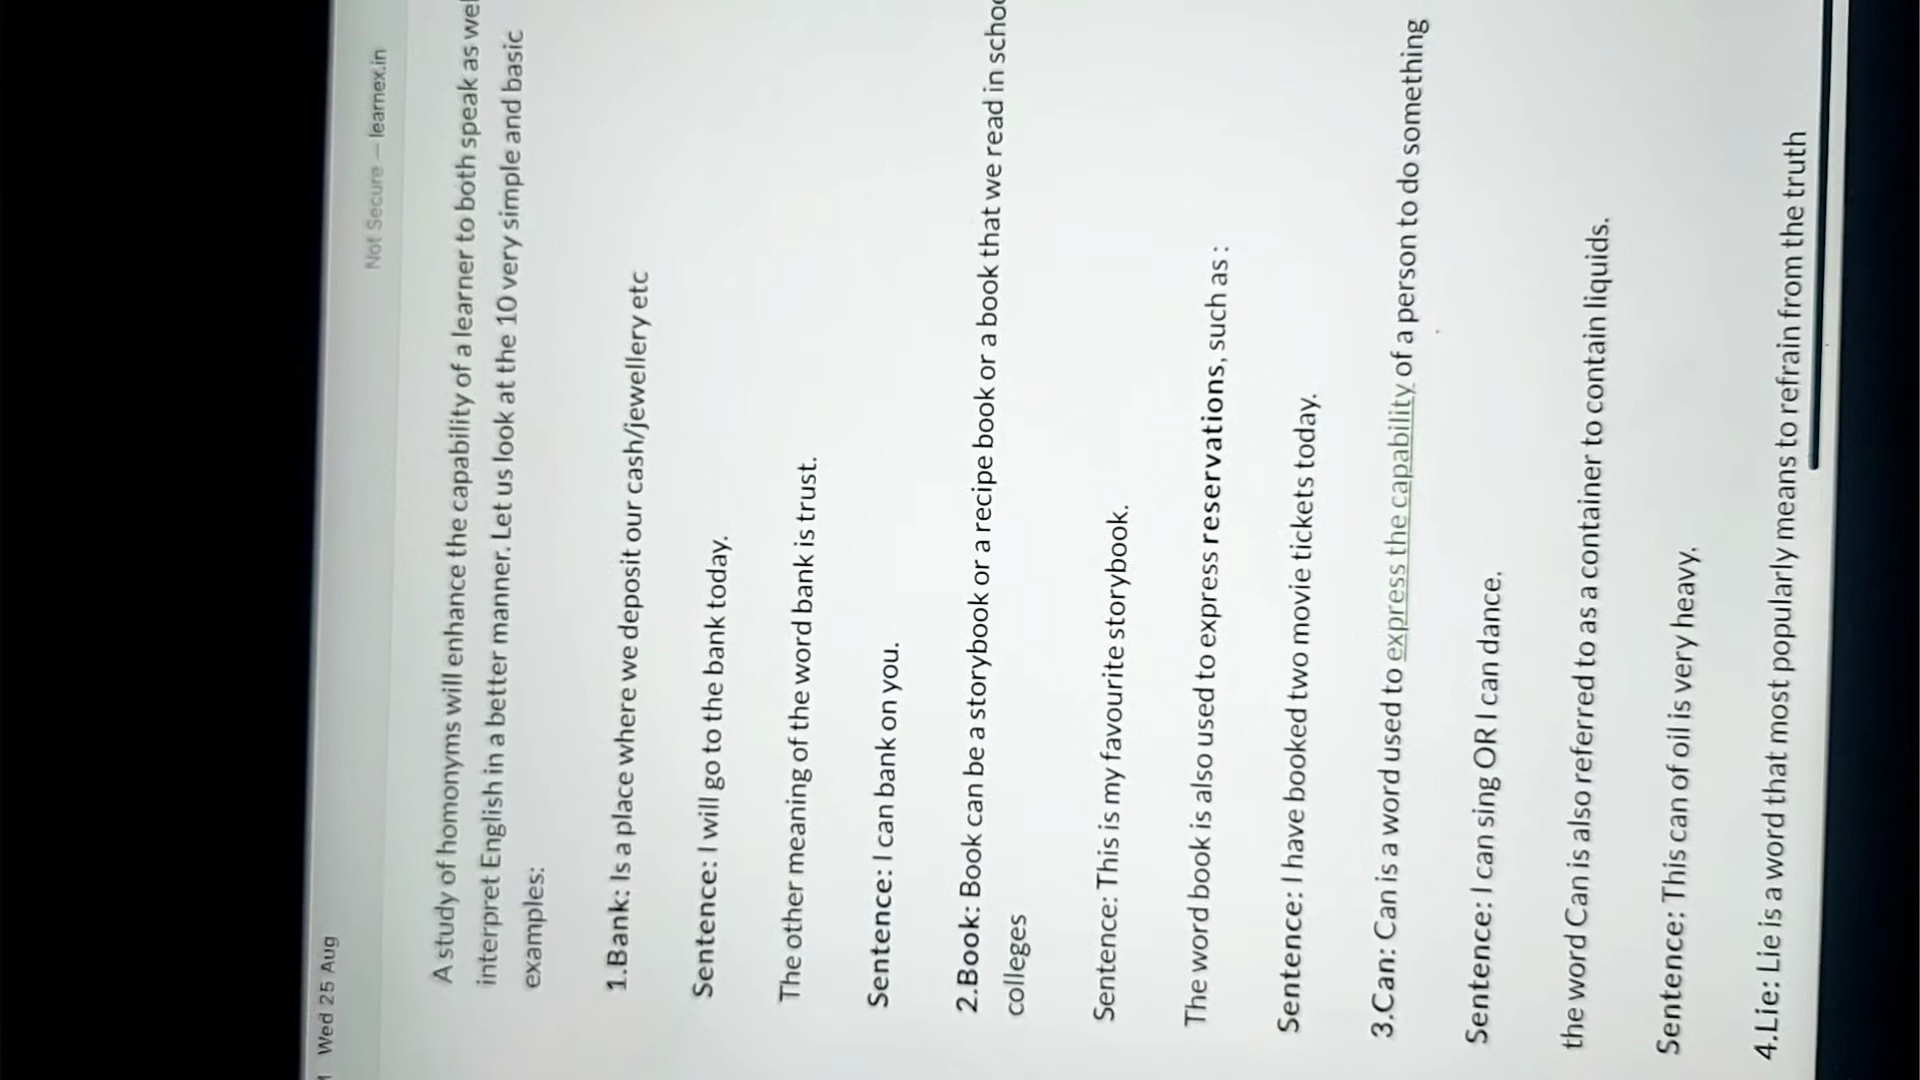 Wed 25 Aug
Not Secure — learnex.in
A study of homonyms will enhance the capability of a learner to both speak as
interpret English in a better manner. Let us look at the 10 very simple and basic
examples:
1.Bank: Is a place where we deposit our cash/jewellery etc
Sentence: I will go to the bank today.
The other meaning of the word bank is trust.
Sentence: I can bank on you.
2.Book: Book can be a storybook or a recipe book or a book that we read in
colleges
Sentence: This is my favourite storybook.
The word book is also used to express reservations, such as :
Sentence: I have booked two movie tickets today.
3.Can: Can is a word used to express the capability of a person to do something
Sentence: I can sing OR I can dance.
the word Can is also referred to as a container to contain liquids.
Sentence: This can of oil is very heavy.
4.Lie: Lie is a word that most popularly means to refrain from the truth